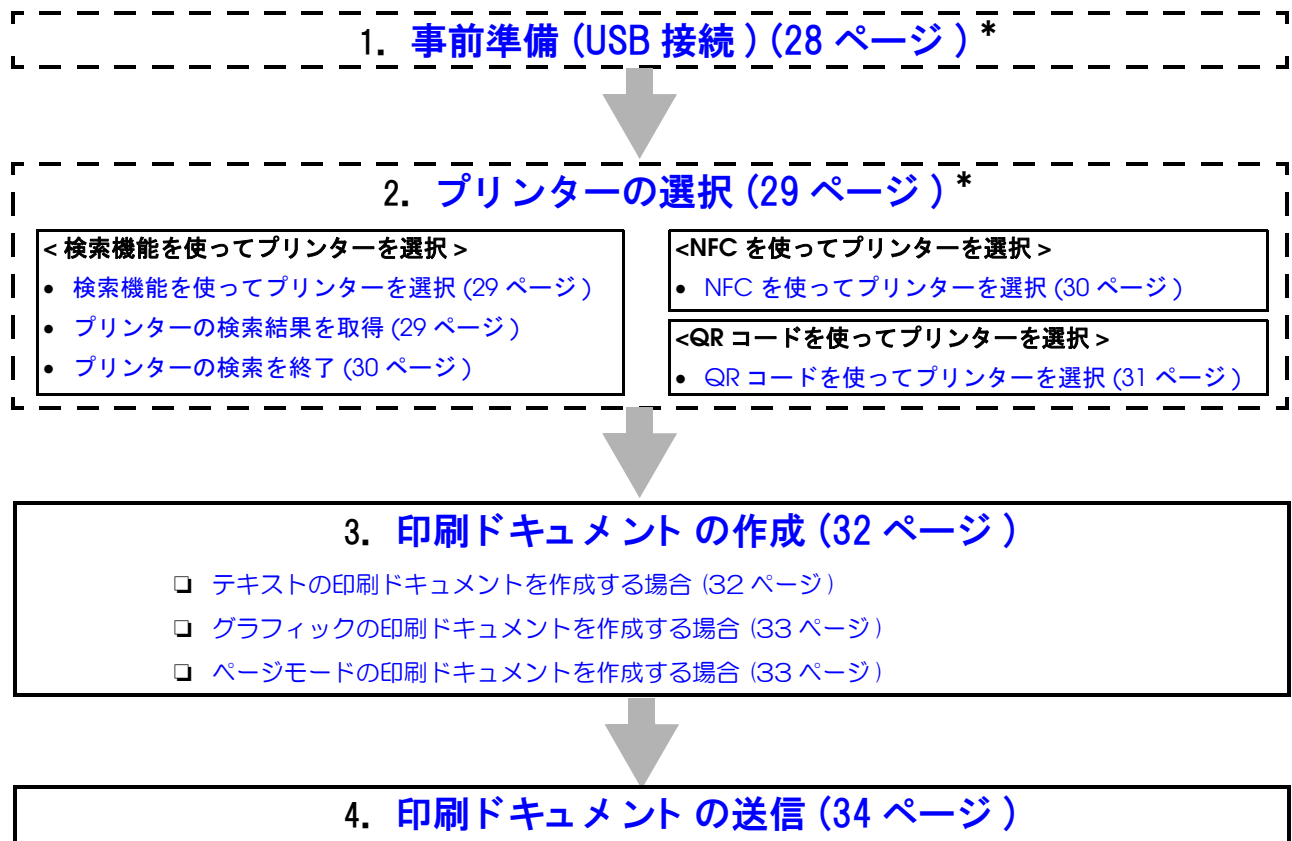 1. 事前準備 (USB 接続 ) (28 ページ ) *
2. プリンターの選択 (29 ページ ) *
< 検索機能を使ってプリンターを選択 >
• 検索機能を使ってプリンターを選択 (29 ページ )
• プリンターの検索結果を取得 (29 ページ )
• プリンターの検索を終了 (30 ページ )
<NFC を使ってプリンターを選択 >
• NFC を使ってプリンターを選択 (30 ページ )
<QR コードを使ってプリンターを選択 >
• QR コードを使ってプリンターを選択 (31 ページ )
3. 印刷ドキュメント の作成 (32 ページ )
❏ テキストの印刷ドキュメントを作成する場合 (32 ページ )
❏ グラフィックの印刷ドキュメントを作成する場合 (33 ページ )
❏ ページモードの印刷ドキュメントを作成する場合 (33 ページ )
4. 印刷ドキュメント の送信 (34 ページ )